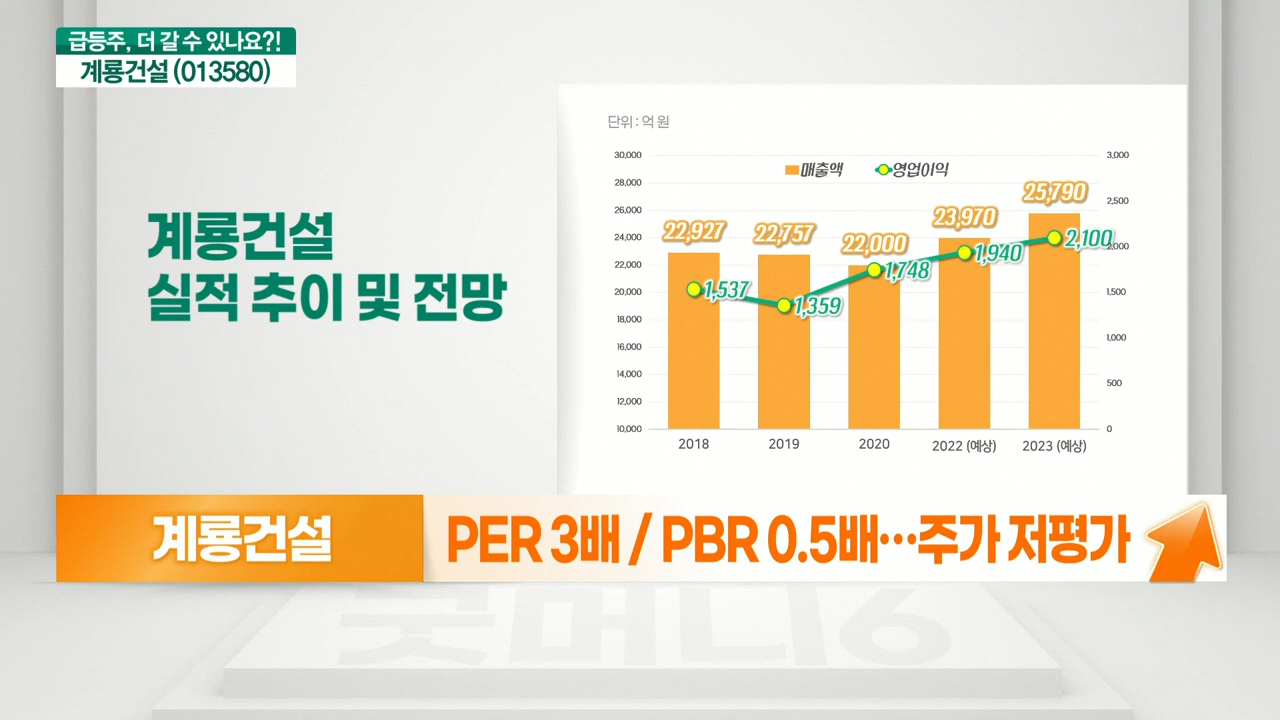 급등주, 더 갈 수 있나요?!
계룡건설 (013580)
계룡건설
실적 추이 및 전망
단위 : 억 원
매출액
영업이익
30,000
28,000
26,000
24,000
22,000
20,000
18,000
16,000
14,000
12,000
10,000
3,000
2,500
2,000
1,500
1,000
500
0
22,927
22,757
22,000
23,970
25,790
1,537
1,359
1,748
1,940
2,100
2018
2019
2020
2022 (예상)
2023 (예상)
계룡건설
PER 3배 / PBR 0.5배···주가 저평가
굿머니6